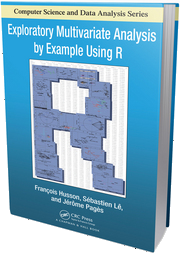 Computer Science and Data Analysis Series
Exploratory Multivariate Analysis
by Example Using R
François Husson, Sébastien Lê,
and Jérôme Pagès
CRC Press